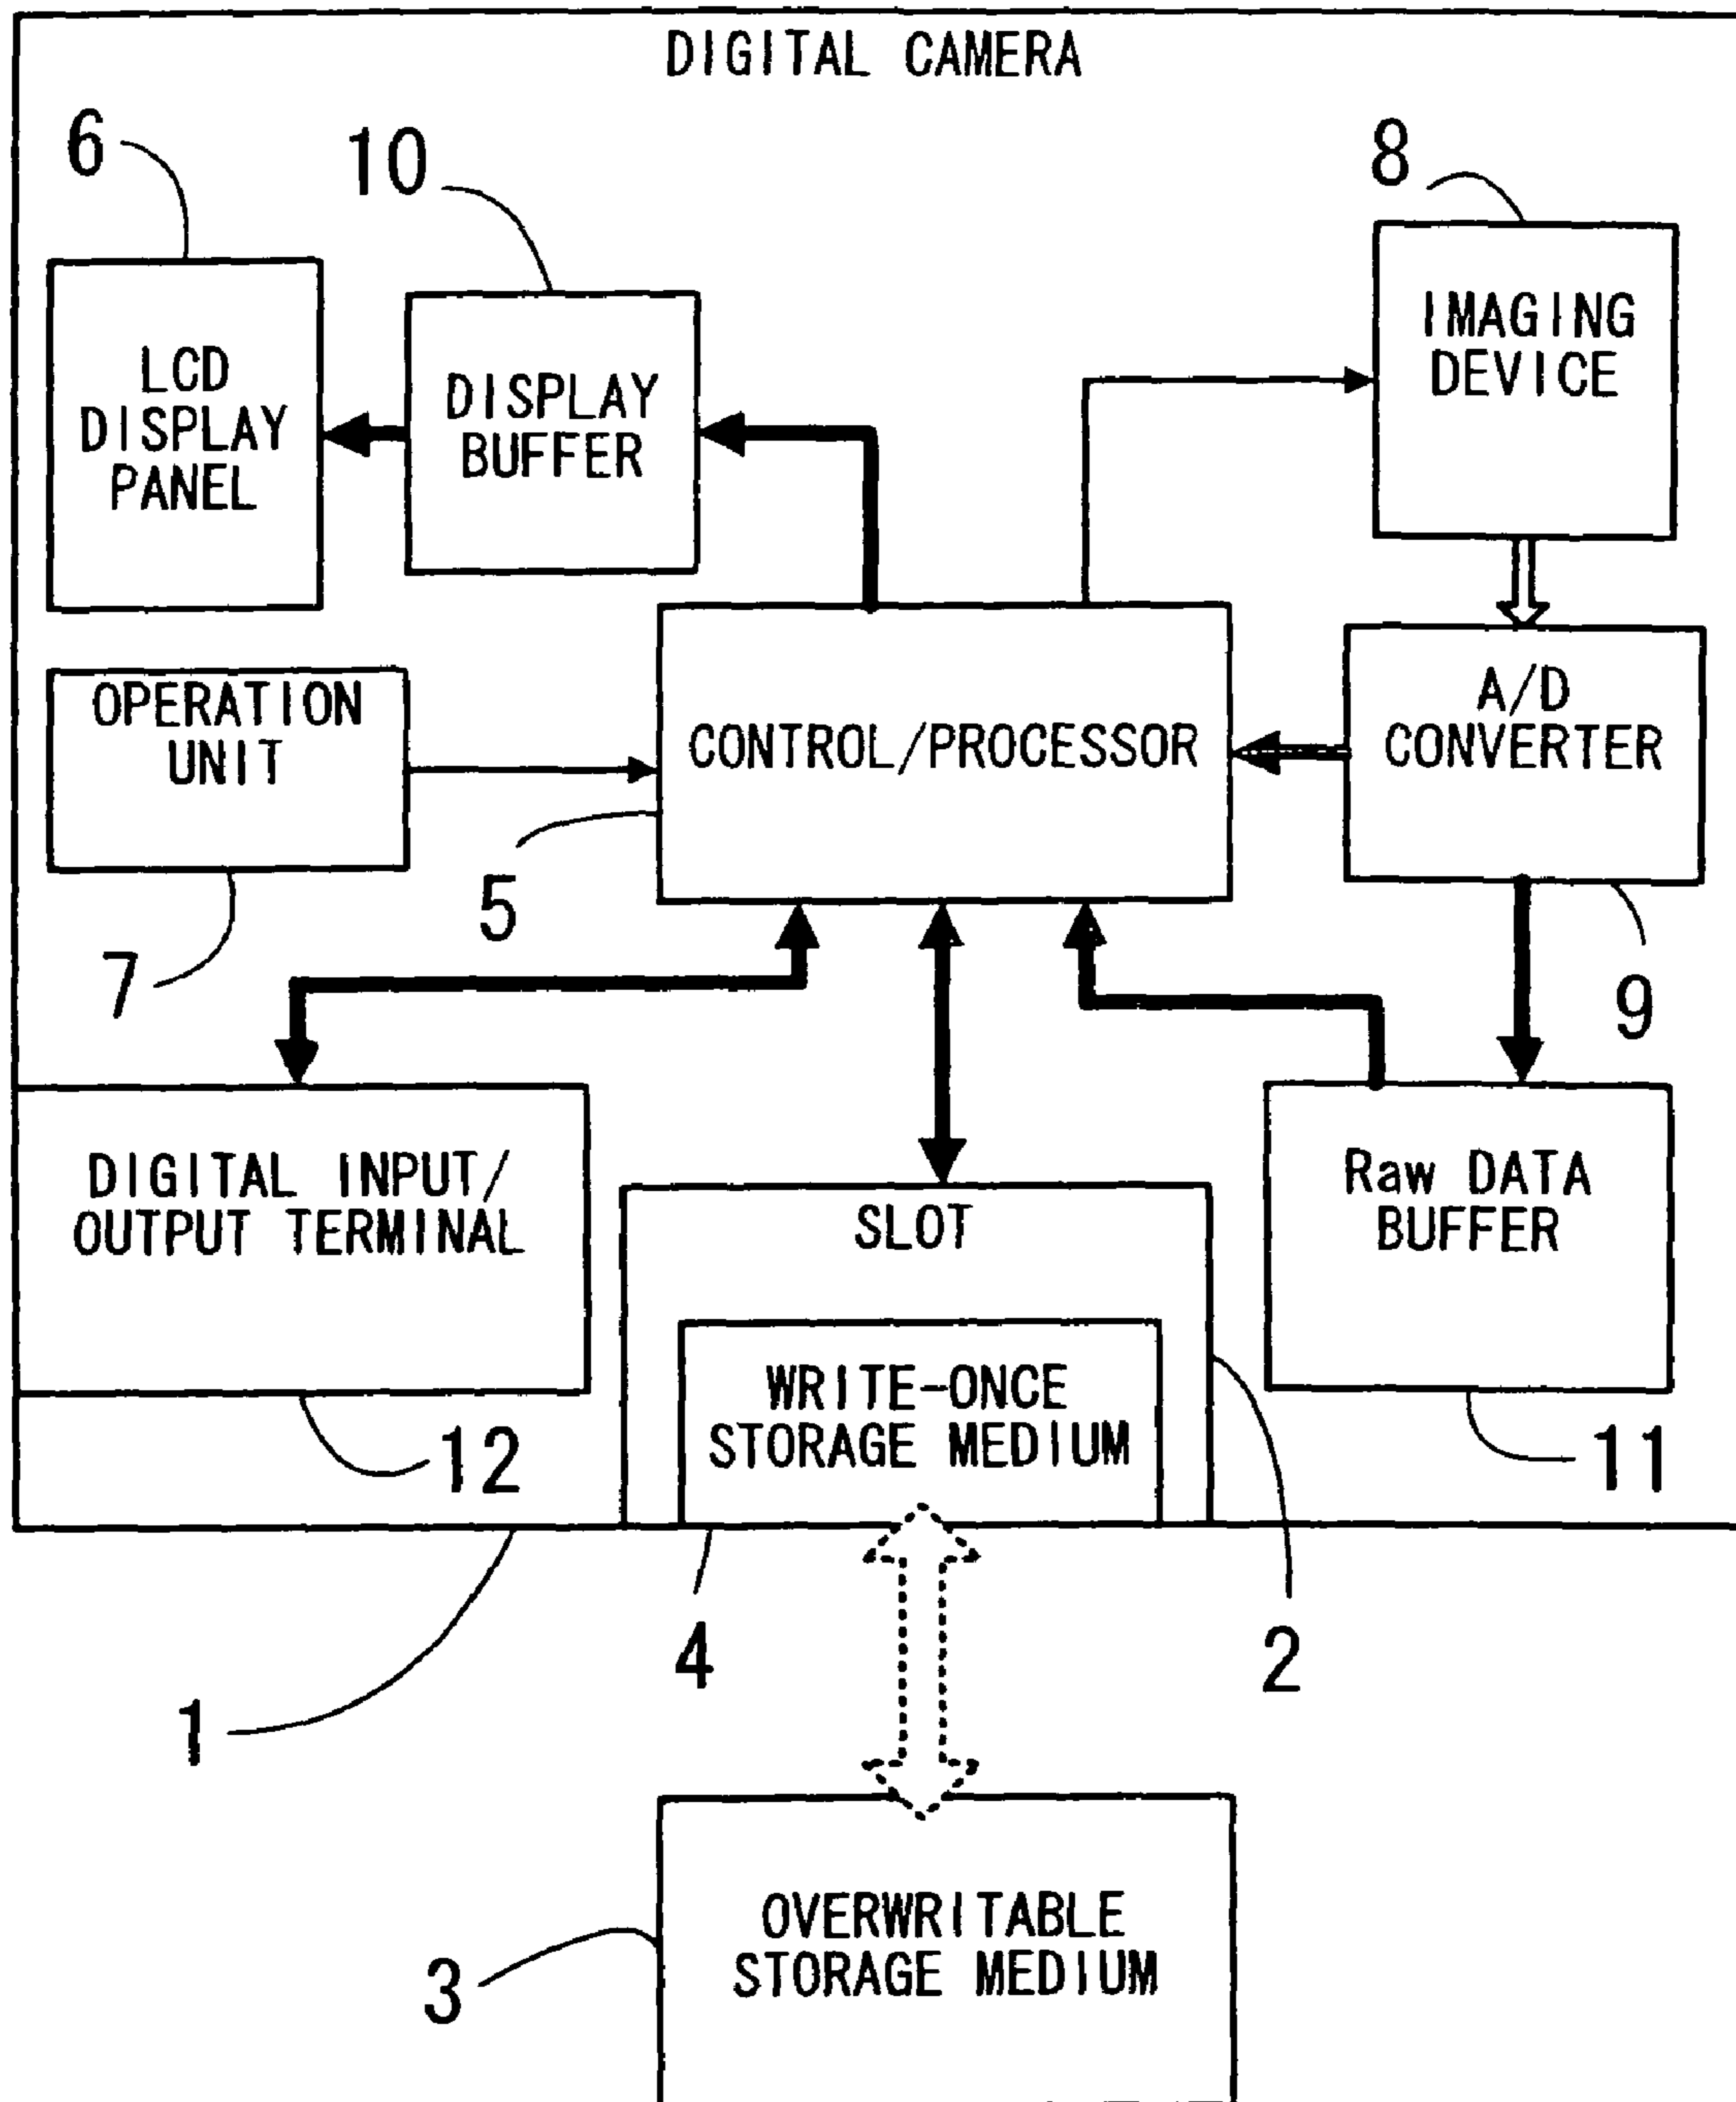 DIGITAL CAMERA
6
10
8
LCD
DISPLAY
PANEL
DISPLAY
BUFFER
IMAGING
DEVICE
OPERATION
UNIT
CONTROL/PROCESSOR
A/D
CONVERTER
5
7
9
DIGITAL INPUT/
OUTPUT TERMINAL
SLOT
Raw DATA
BUFFER
WRITE-ONCE
STORAGE MEDIUM
12
11
4
2
1
OVERWRITABLE
STORAGE MEDIUM
3